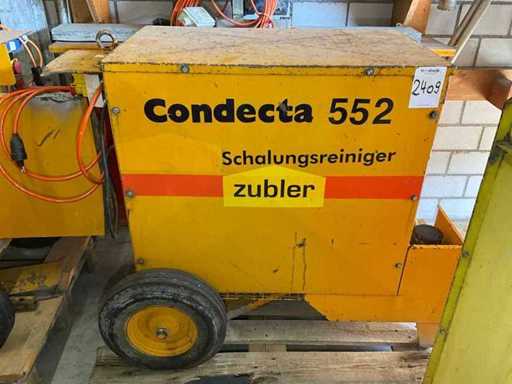 Condecta 552
2409
Schalungsreiniger
zubler